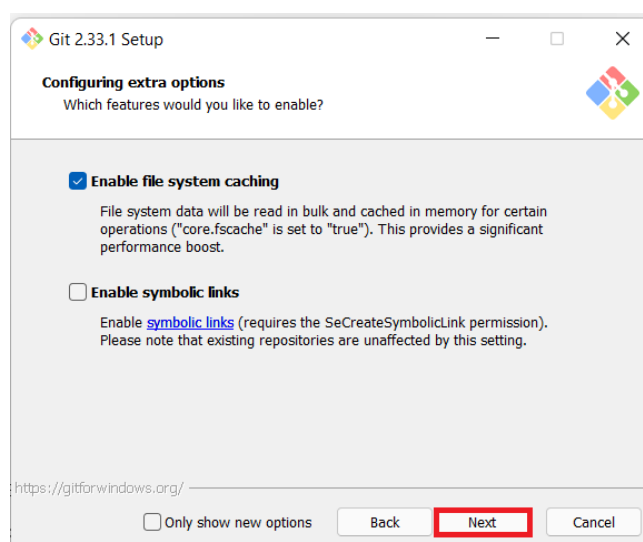 Git 2.33.1 Setup
Configuring extra options
Which features would you like to enable?
Enable file system caching
File system data will be read in bulk and cached in memory for certain
operations ("core.fscache" is set to "true"). This provides a significant
performance boost.
Enable symbolic links
Enable symbolic links (requires the SeCreateSymbolicLink permission).
Please note that existing repositories are unaffected by this setting.
https://gitforwindows.org/
Only show new options Back Next Cancel